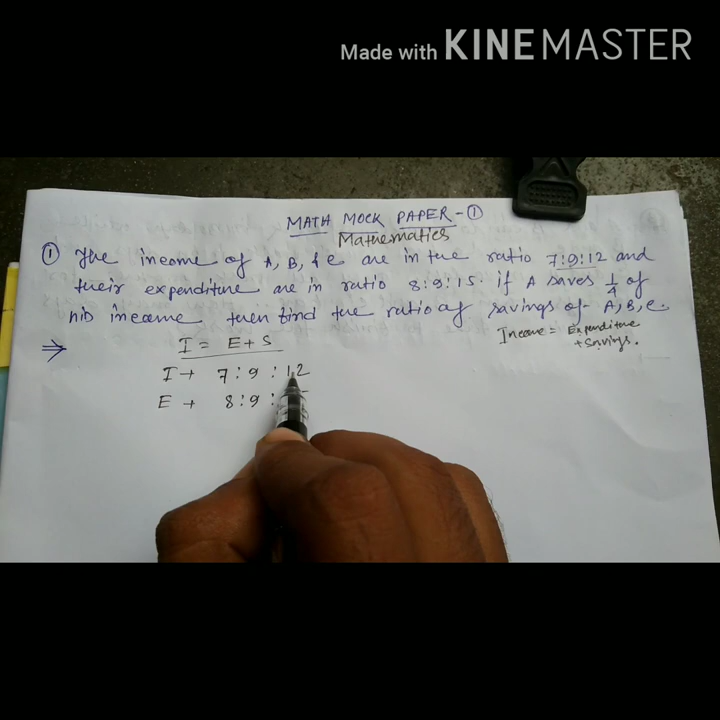 Made with KINEMASTER
MATH MOCK PAPER - ①
Mathematics
① The income of A, B, & c are in the ratio 7:9:12 and
their expenditure are in ratio 8:9:15. if A saves 1/4 of
his income then find the ratio of savings of A, B, c.
Income = Expenditure
+ Savings.
⇒ I = E + S
I → 7 : 9 : 12
E → 8 : 9 :